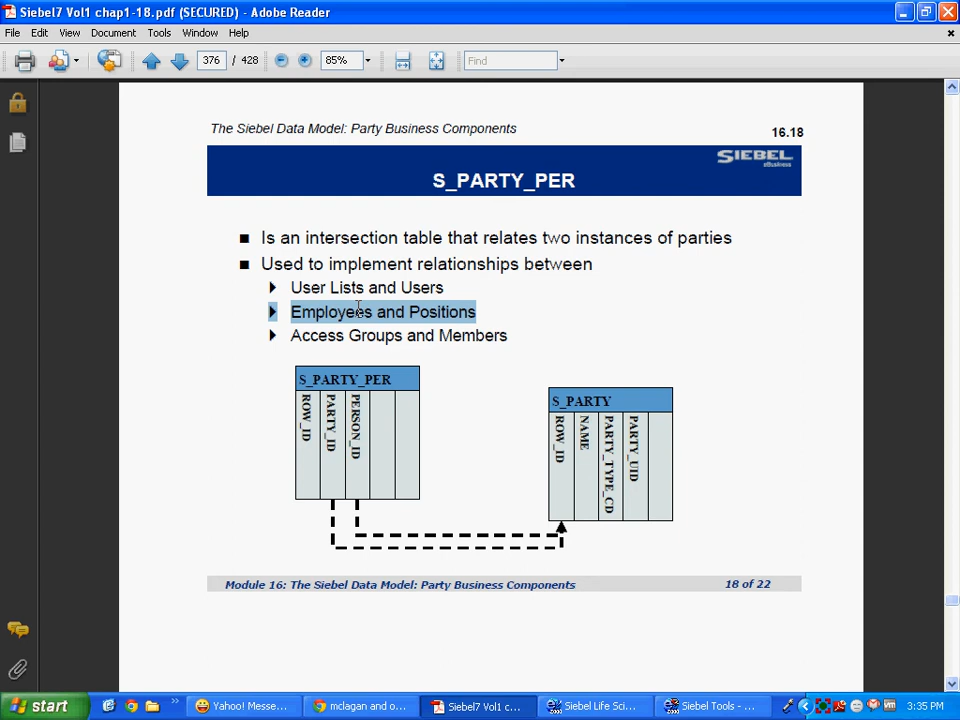 Siebel7 Vol1 chap1-18.pdf (SECURED) - Adobe Reader
File Edit View Document Tools Window Help
376 / 428 85% Find
The Siebel Data Model: Party Business Components
16.18
SIEBEL
eBusiness
S_PARTY_PER
Is an intersection table that relates two instances of parties
Used to implement relationships between
User Lists and Users
Employees and Positions
Access Groups and Members
S_PARTY_PER
ROW_ID
PARTY_ID
PERSON_ID
S_PARTY
ROW_ID
NAME
PARTY_TYPE_CD
PARTY_UID
Module 16: The Siebel Data Model: Party Business Components 18 of 22
start Yahoo! Messe... mclagan and o... Siebel7 Vol1 c... Siebel Life Sci... Siebel Tools - ... 3:35 PM